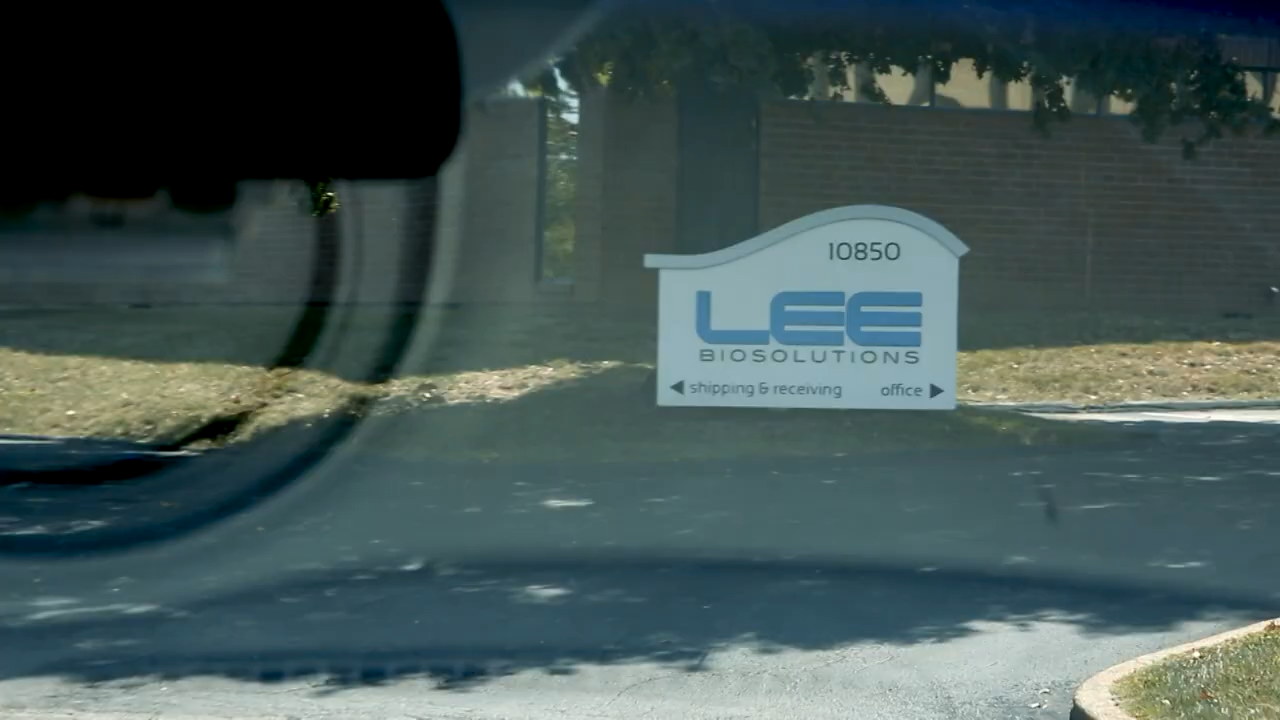 10850
LEE
BIOSOLUTIONS
◀ shipping & receiving office ▶